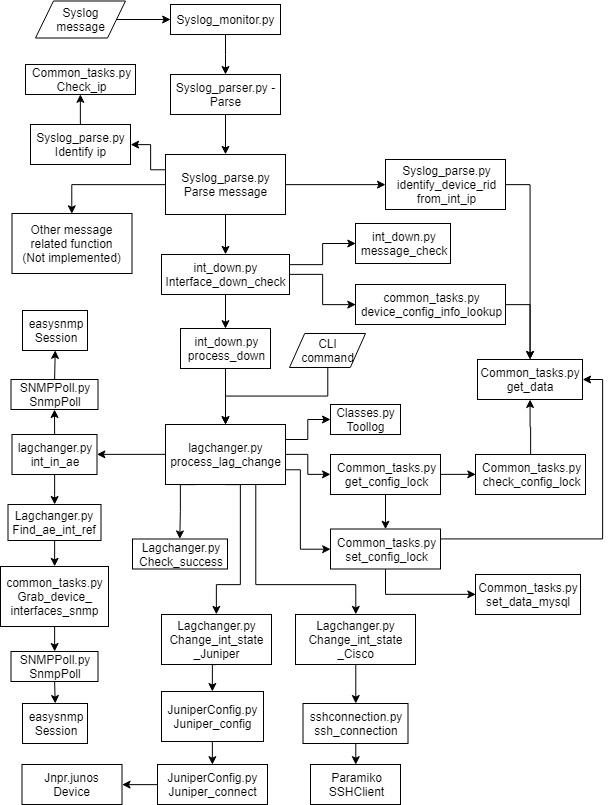 Syslog
message
Syslog_monitor.py
Common_tasks.py
Check_ip
Syslog_parser.py -
Parse
Syslog_parse.py
Identify ip
Syslog_parse.py
Parse message
Syslog_parse.py
identify_device_rid
from_int_ip
Other message
related function
(Not implemented)
int_down.py
Interface_down_check
int_down.py
message_check
common_tasks.py
device_config_info_lookup
easysnmp
Session
int_down.py
process_down
CLI
command
Common_tasks.py
get_data
SNMPPoll.py
SnmpPoll
Classes.py
Toollog
lagchanger.py
int_in_ae
lagchanger.py
process_lag_change
Common_tasks.py
get_config_lock
Common_tasks.py
check_config_lock
Lagchanger.py
Find_ae_int_ref
Lagchanger.py
Check_success
Common_tasks.py
set_config_lock
common_tasks.py
Grab_device_
interfaces_snmp
Common_tasks.py
set_data_mysql
Lagchanger.py
Change_int_state
_Juniper
Lagchanger.py
Change_int_state
_Cisco
SNMPPoll.py
SnmpPoll
easysnmp
Session
JuniperConfig.py
Juniper_config
sshconnection.py
ssh_connection
Jnpr.junos
Device
JuniperConfig.py
Juniper_connect
Paramiko
SSHClient